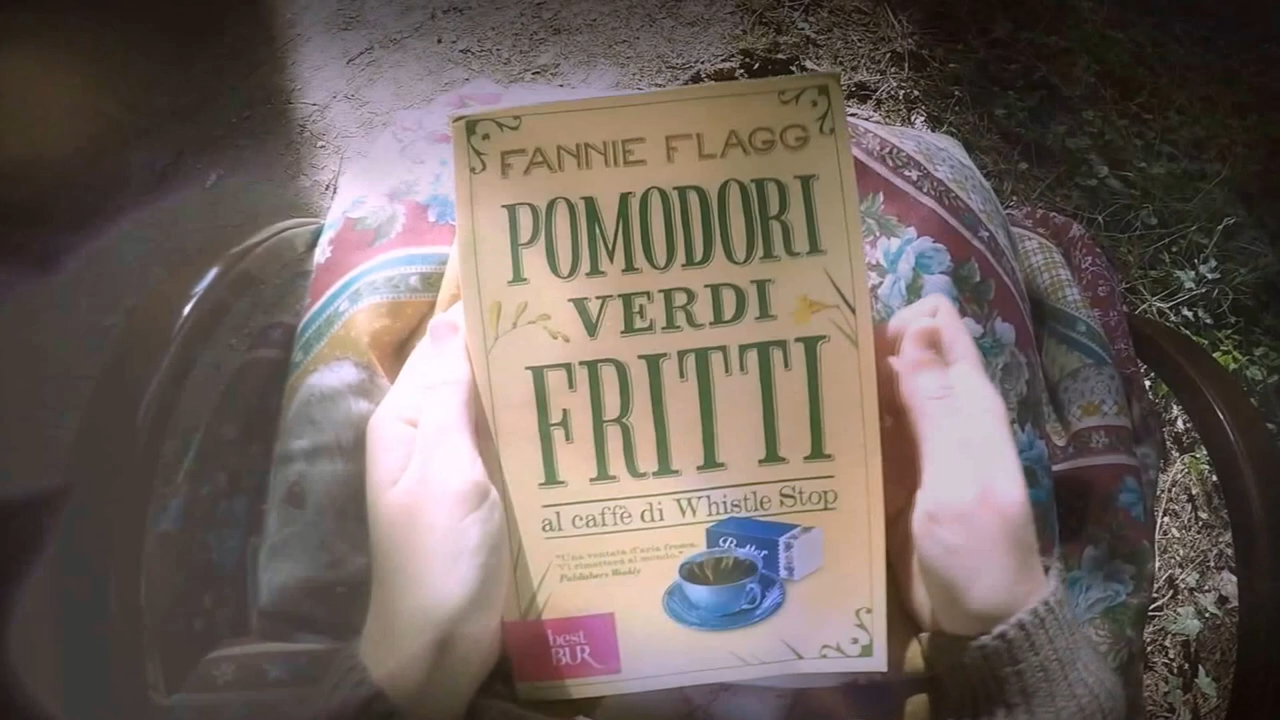 FANNIE FLAGG
POMODORI
VERDI
FRITTI
al caffè di Whistle Stop
"Una ventata d'aria fresca.
Vi rimetterà al mondo."
Publishers Weekly
Butler
best
BUR